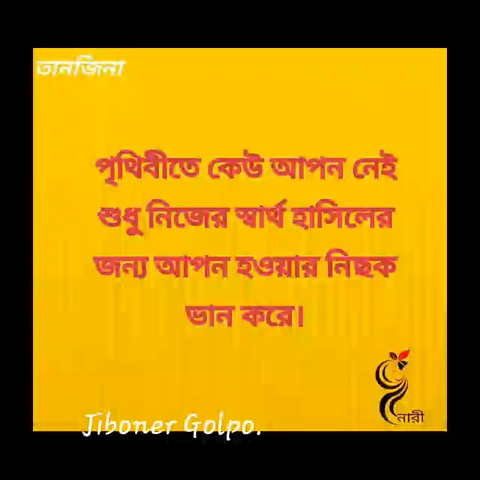 তানজিনা
পৃথিবীতে কেউ আপন নেই
শুধু নিজের স্বার্থ হাসিলের
জন্য আপন হওয়ার নিছক
ভান করে।
নারী
Jiboner Golpo.